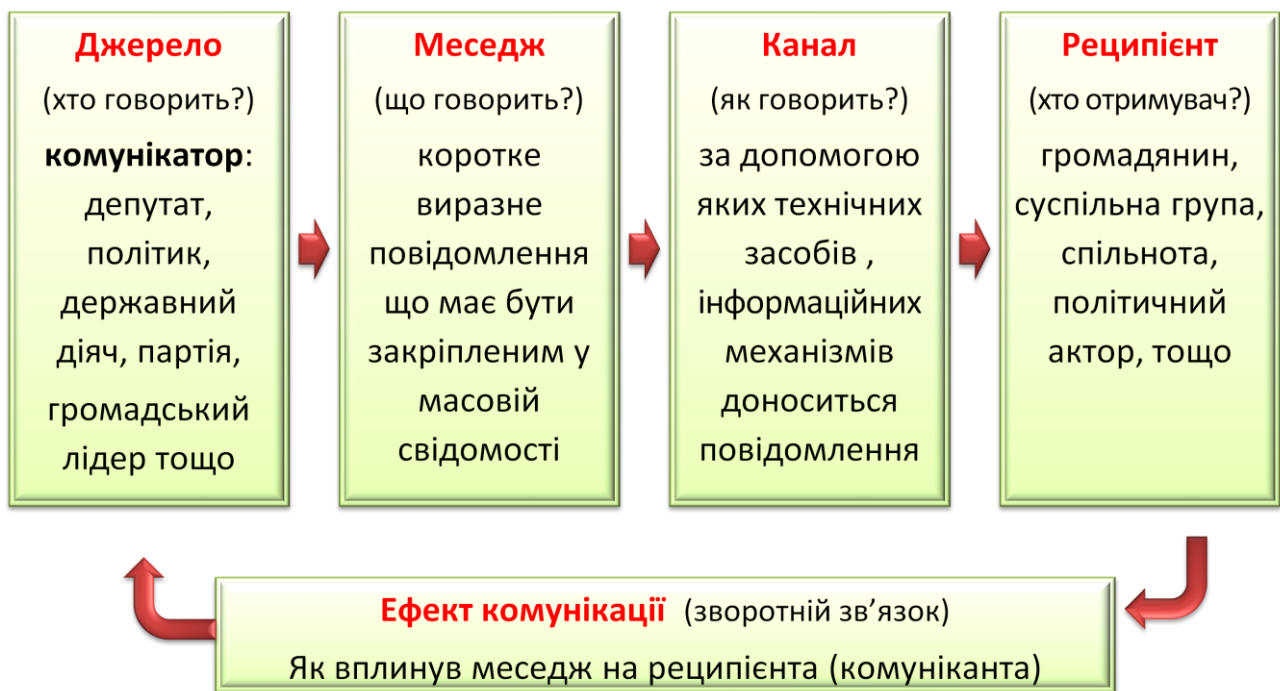 Джерело
(хто говорить?)
комунікатор:
депутат,
політик,
державний
діяч, партія,
громадський
лідер тощо
Меседж
(що говорить?)
коротке
виразне
повідомлення
що має бути
закріпленим у
масовій
свідомості
Канал
(як говорить?)
за допомогою
яких технічних
засобів ,
інформаційних
механізмів
доноситься
повідомлення
Реципієнт
(хто отримувач?)
громадянин,
суспільна група,
спільнота,
політичний
актор, тощо
Ефект комунікації (зворотній зв’язок)
Як вплинув меседж на реципієнта (комуніканта)